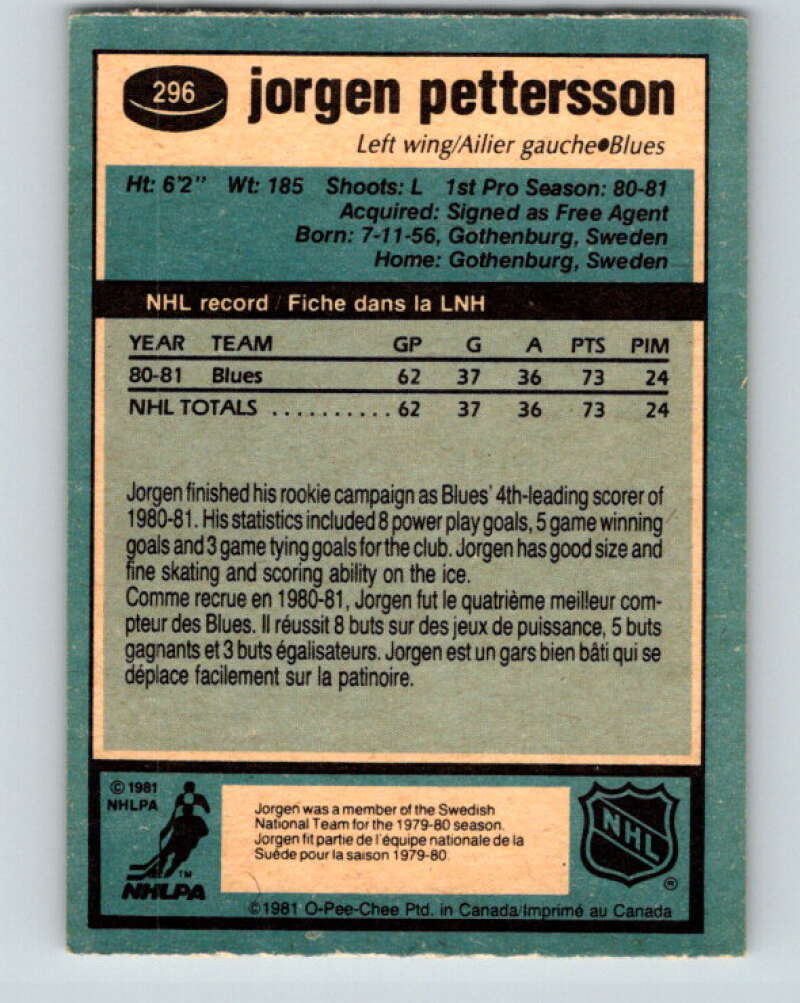 296
jorgen pettersson
Left wing/Ailier gauche●Blues
Ht: 6'2" Wt: 185 Shoots: L 1st Pro Season: 80-81
Acquired: Signed as Free Agent
Born: 7-11-56, Gothenburg, Sweden
Home: Gothenburg, Sweden
NHL record / Fiche dans la LNH
YEAR TEAM GP G A PTS PIM
80-81 Blues 62 37 36 73 24
NHL TOTALS .......... 62 37 36 73 24
Jorgen finished his rookie campaign as Blues' 4th-leading scorer of
1980-81. His statistics included 8 power play goals, 5 game winning
goals and 3 game tying goals for the club. Jorgen has good size and
fine skating and scoring ability on the ice.
Comme recrue en 1980-81, Jorgen fut le quatrième meilleur com-
pteur des Blues. Il réussit 8 buts sur des jeux de puissance, 5 buts
gagnants et 3 buts égalisateurs. Jorgen est un gars bien bâti qui se
déplace facilement sur la patinoire.
© 1981
NHLPA
TM
NHLPA
Jorgen was a member of the Swedish
National Team for the 1979-80 season.
Jorgen fit partie de l'équipe nationale de la
Suède pour la saison 1979-80.
NHL
®
©1981 O-Pee-Chee Ptd. in Canada/Imprimé au Canada